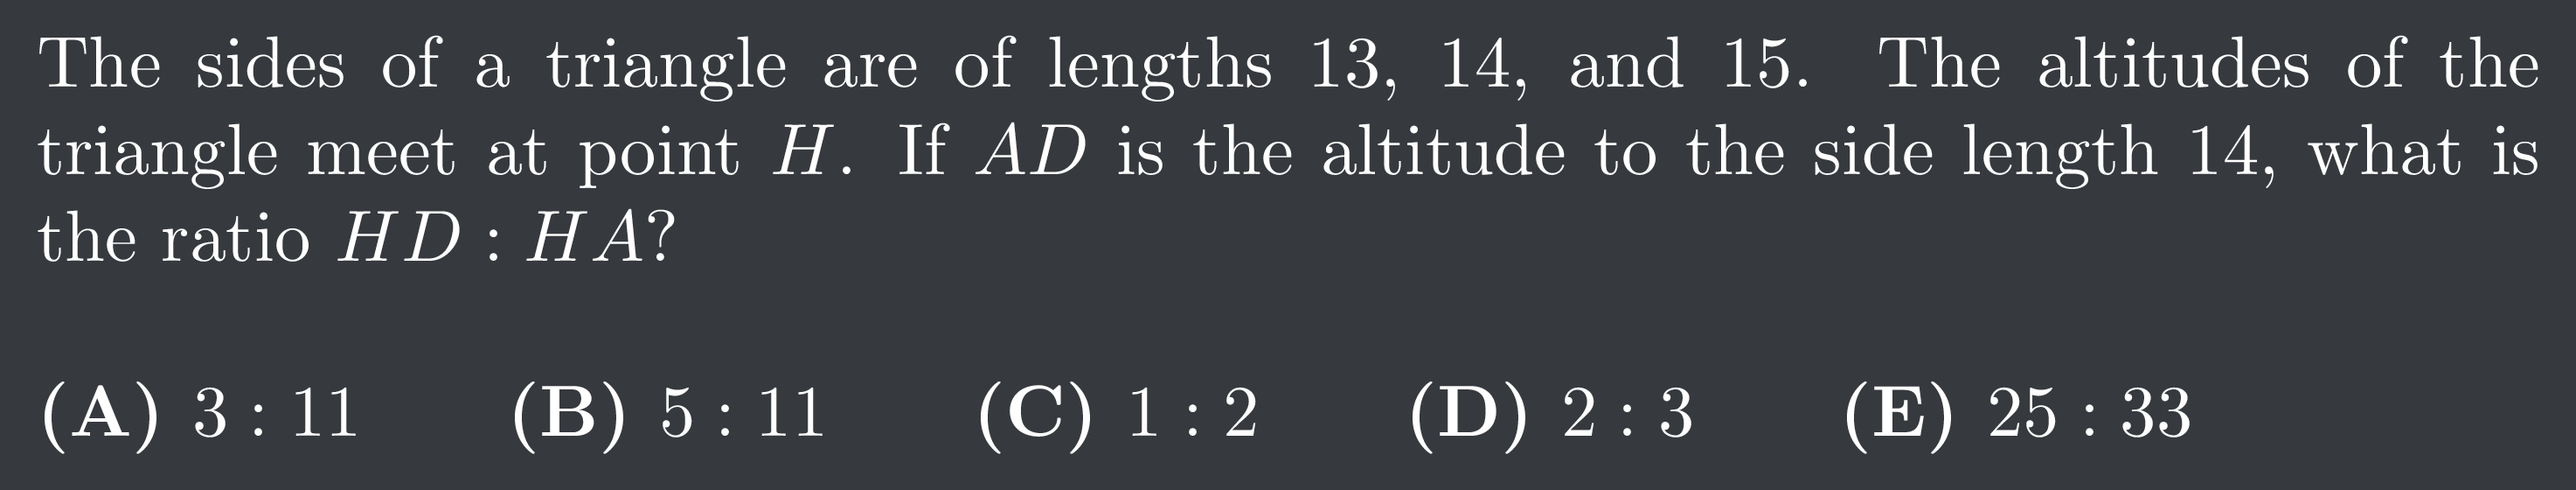 The sides of a triangle are of lengths 13, 14, and 15. The altitudes of the
triangle meet at point H. If AD is the altitude to the side length 14, what is
the ratio HD : HA?
(A) 3 : 11 (B) 5 : 11 (C) 1 : 2 (D) 2 : 3 (E) 25 : 33